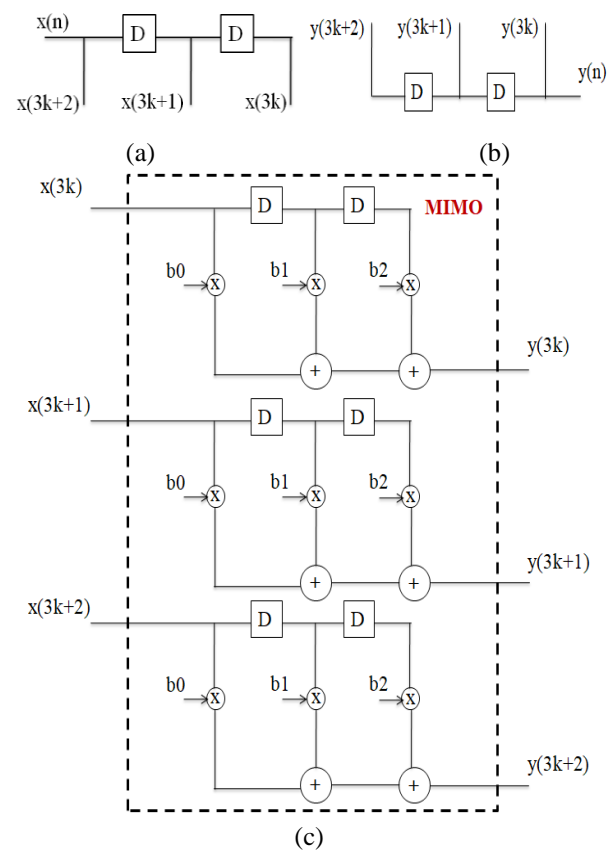 x(n) D D
x(3k+2) x(3k+1) x(3k)
(a)
y(3k+2) y(3k+1) y(3k)
D D y(n)
(b)
x(3k) D D MIMO
b0 x b1 x b2 x
+ + y(3k)
x(3k+1) D D
b0 x b1 x b2 x
+ + y(3k+1)
x(3k+2) D D
b0 x b1 x b2 x
+ + y(3k+2)
(c)